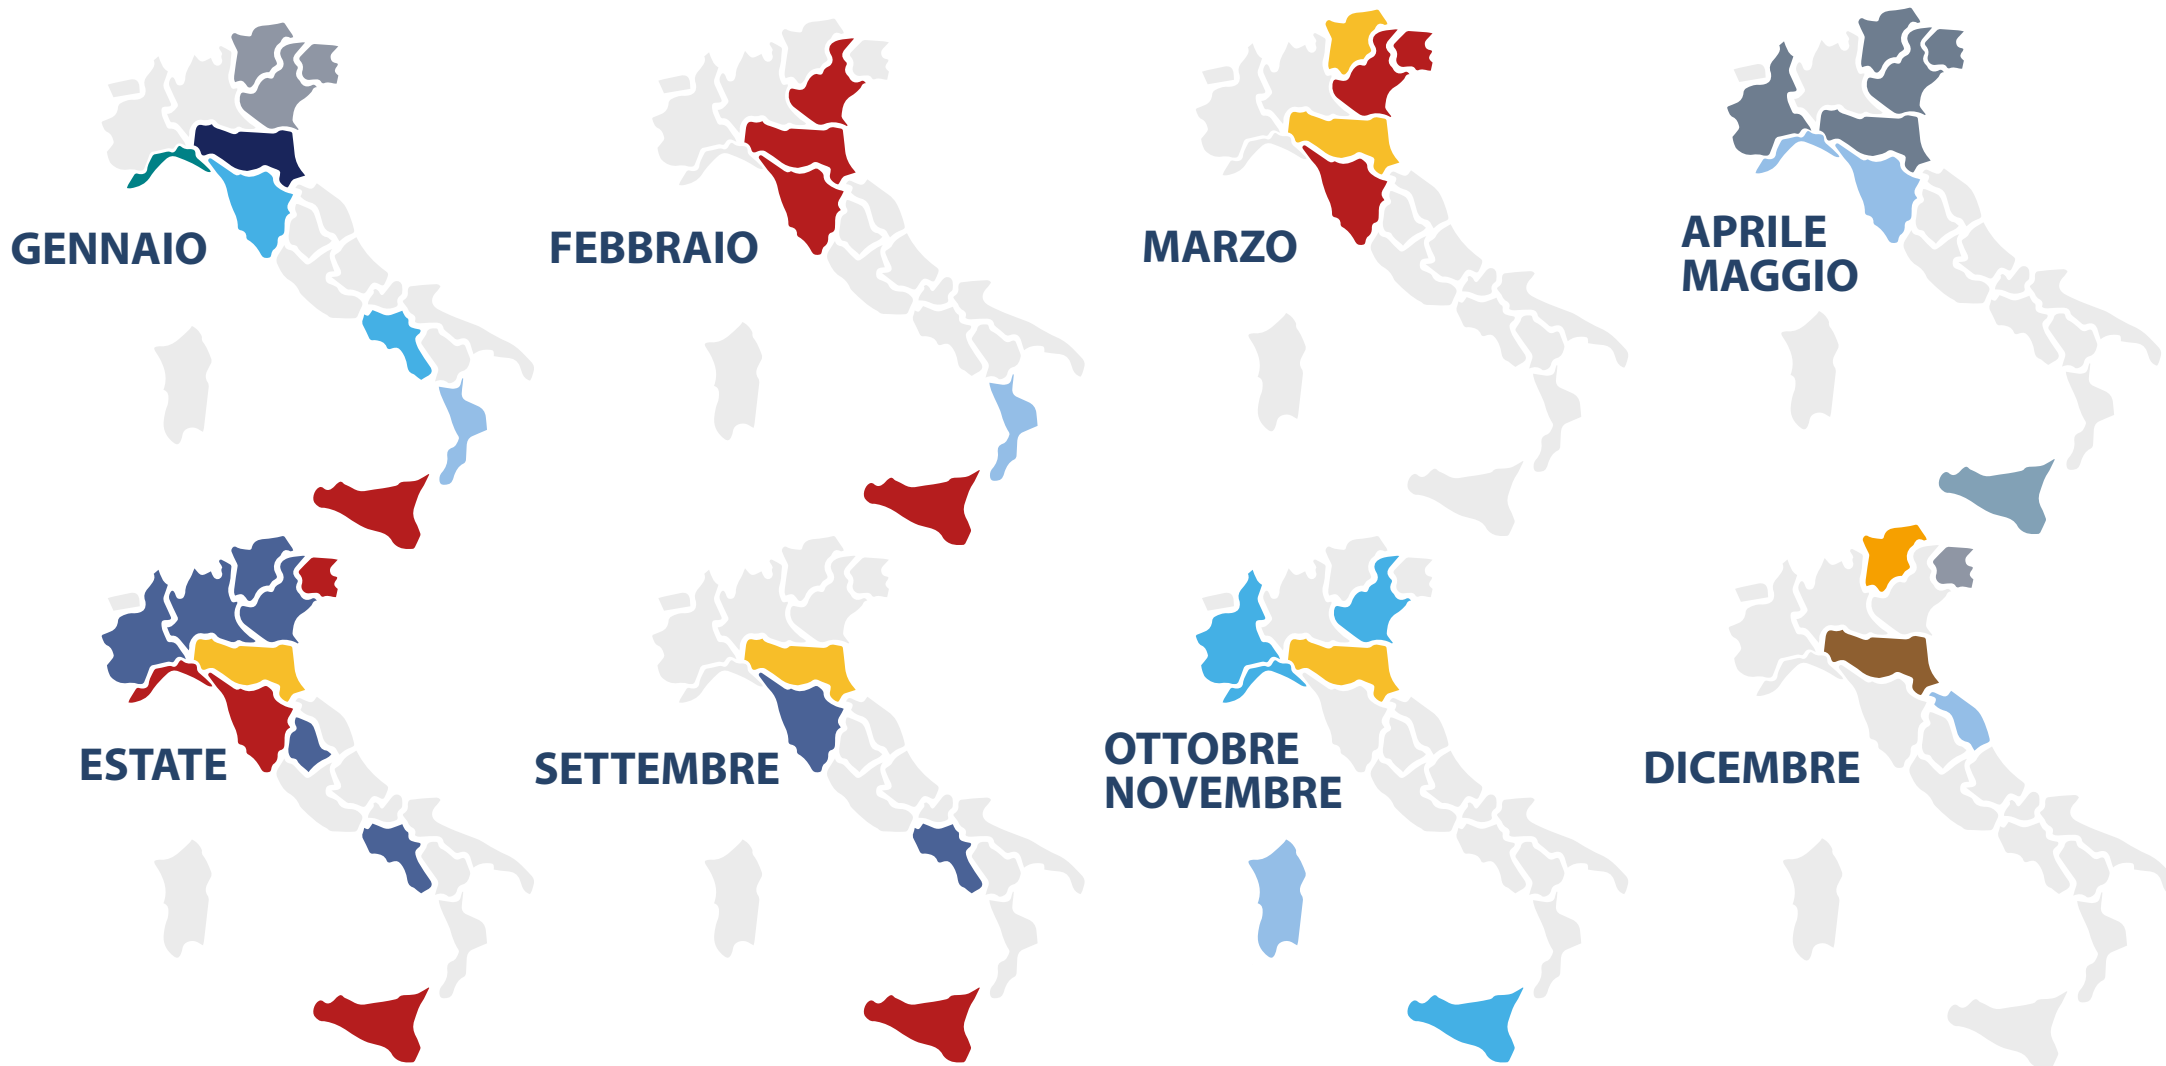 GENNAIO
FEBBRAIO
MARZO
APRILE
MAGGIO
ESTATE
SETTEMBRE
OTTOBRE
NOVEMBRE
DICEMBRE